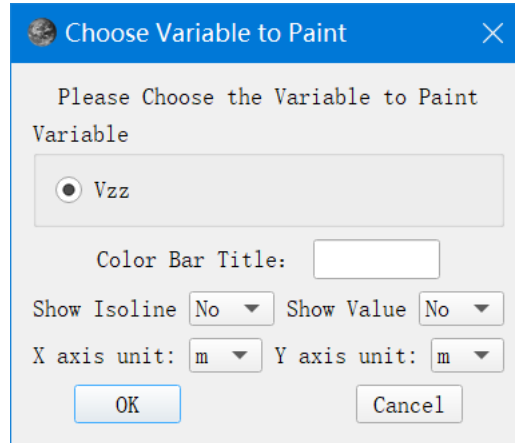 Choose Variable to Paint
Please Choose the Variable to Paint
Variable
Vzz
Color Bar Title:
Show Isoline No Show Value No
X axis unit: m Y axis unit: m
OK Cancel